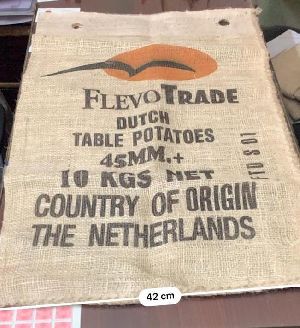 FLEVOTRADE
DUTCH
TABLE POTATOES
45MM.+
10 KGS NET
COUNTRY OF ORIGIN
THE NETHERLANDS
42 cm